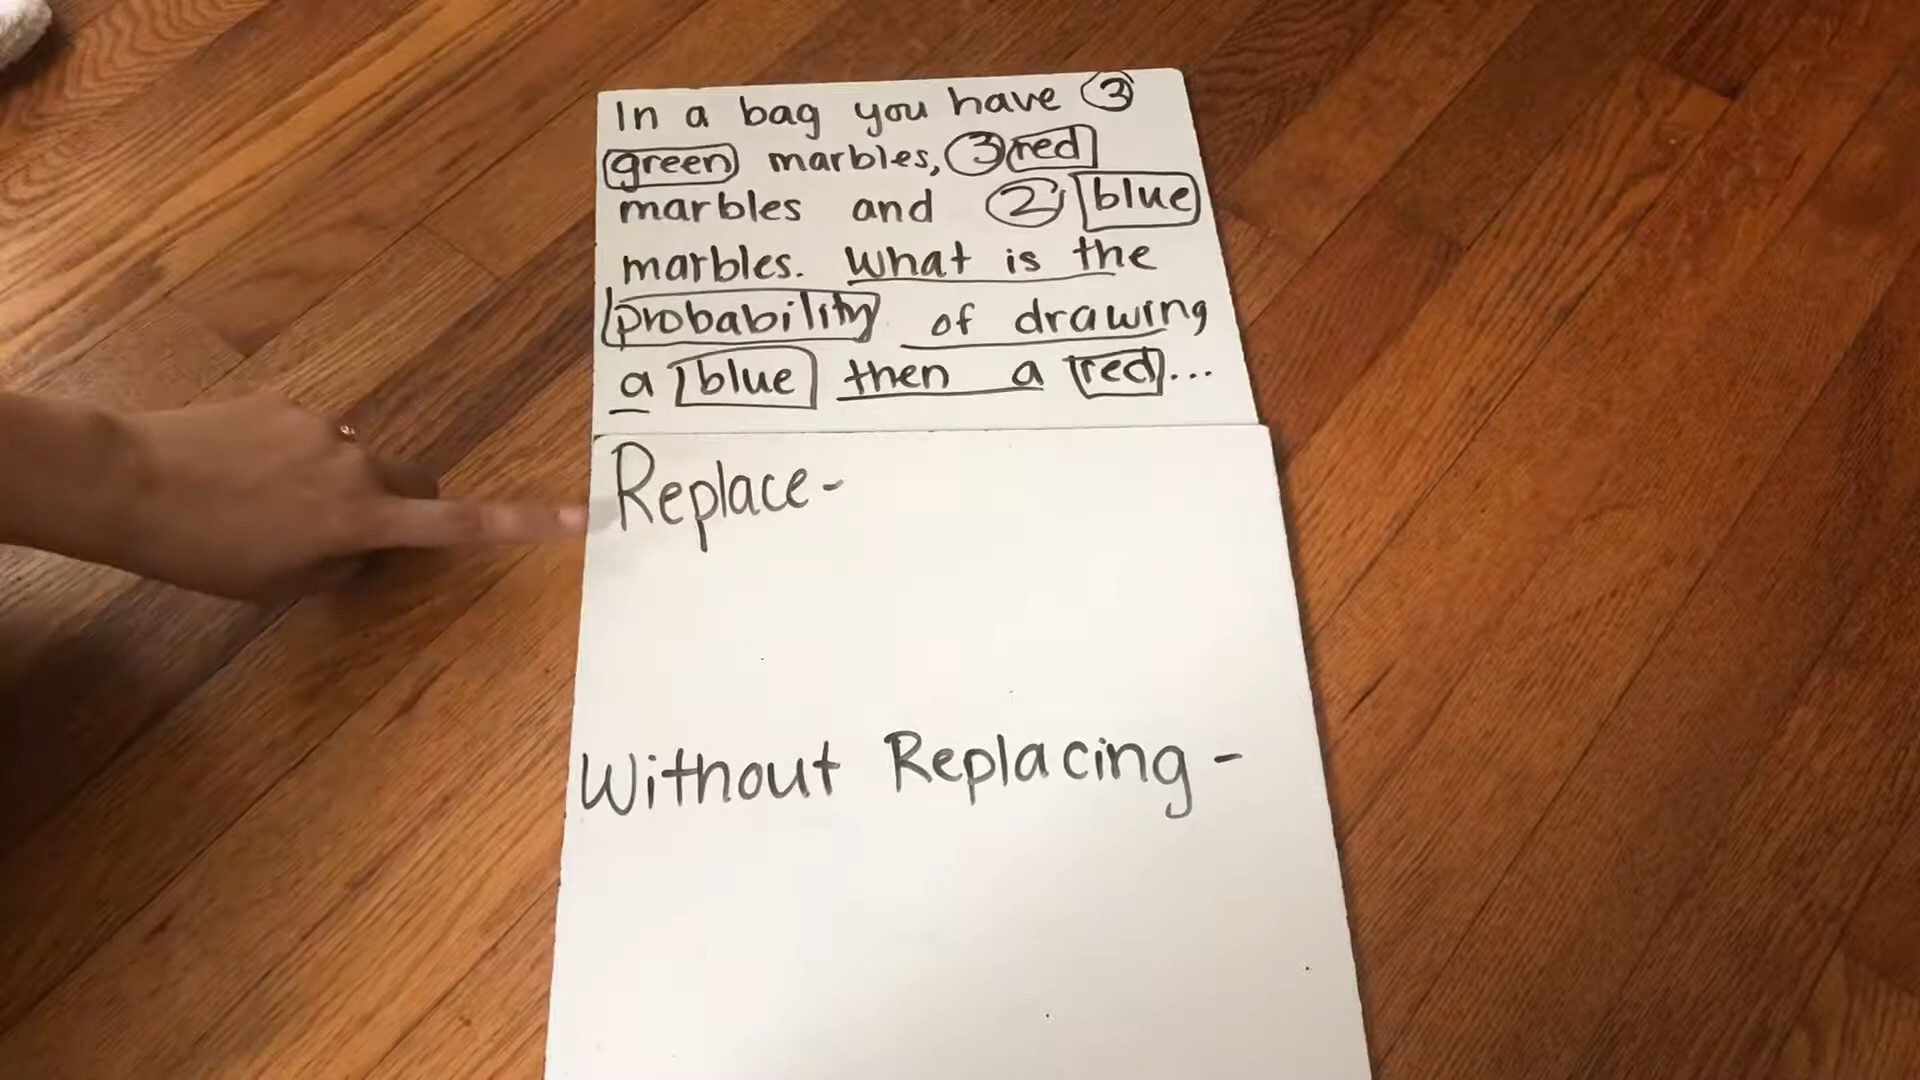 In a bag you have 3
green marbles, 3 red
marbles and 2 blue
marbles. What is the
probability of drawing
a blue then a red...
Replace-
Without Replacing-